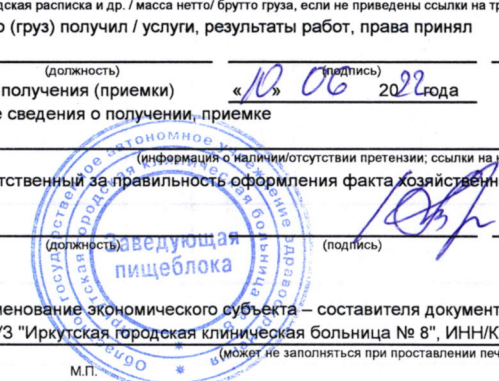 дская расписка и др. / масса нетто/ брутто груза, если не приведены ссылки на тр
р (груз) получил / услуги, результаты работ, права принял
(должность) (подпись)
получения (приемки) «10» 06 2022 года
е сведения о получении, приемке
(информация о наличии/отсутствии претензии; ссылки на
тственный за правильность оформления факта хозяйственн
(должность) (подпись)
Заведующая
пищеблока
менование экономического субъекта – составителя документ
УЗ "Иркутская городская клиническая больница № 8", ИНН/К
(может не заполняться при проставлении печ
М.П.